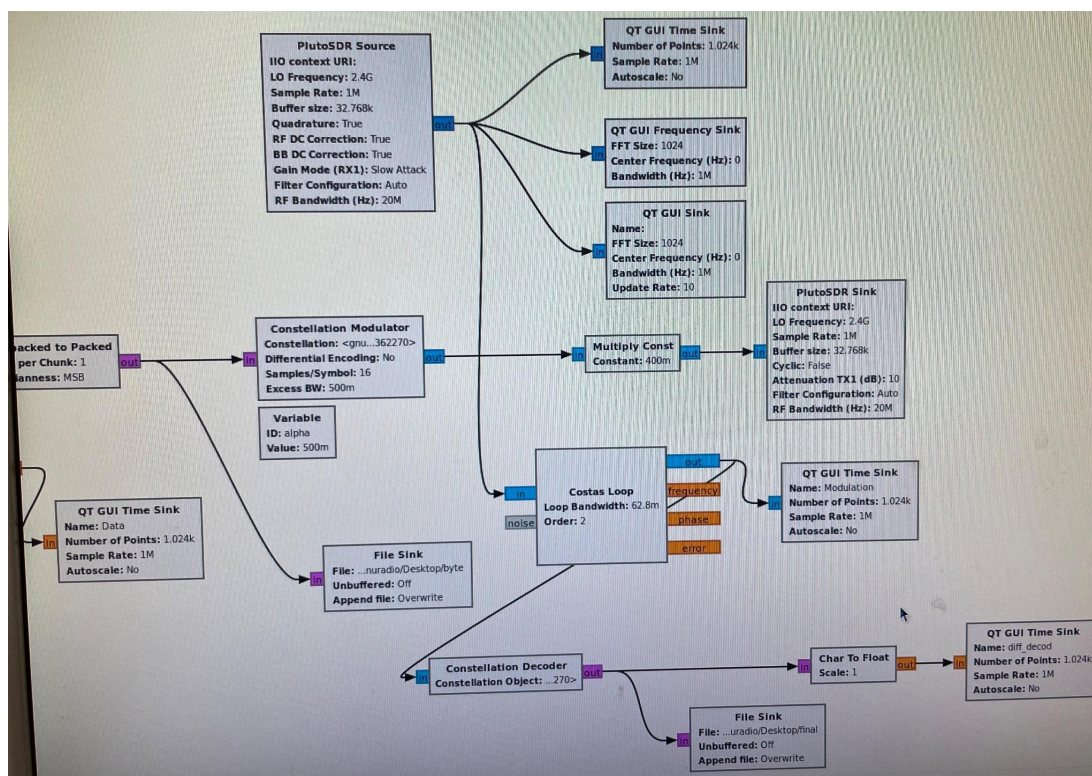 PlutoSDR Source
IIO context URI:
LO Frequency: 2.4G
Sample Rate: 1M
Buffer size: 32.768k
Quadrature: True
RF DC Correction: True
BB DC Correction: True
Gain Mode (RX1): Slow Attack
Filter Configuration: Auto
RF Bandwidth (Hz): 20M
out
in
QT GUI Time Sink
Number of Points: 1.024k
Sample Rate: 1M
Autoscale: No
in
QT GUI Frequency Sink
FFT Size: 1024
Center Frequency (Hz): 0
Bandwidth (Hz): 1M
in
QT GUI Sink
Name:
FFT Size: 1024
Center Frequency (Hz): 0
Bandwidth (Hz): 1M
Update Rate: 10
acked to Packed
per Chunk: 1
ianness: MSB
out
in
Constellation Modulator
Constellation: <gnu...362270>
Differential Encoding: No
Samples/Symbol: 16
Excess BW: 500m
out
in
Multiply Const
Constant: 400m
out
in
PlutoSDR Sink
IIO context URI:
LO Frequency: 2.4G
Sample Rate: 1M
Buffer size: 32.768k
Cyclic: False
Attenuation TX1 (dB): 10
Filter Configuration: Auto
RF Bandwidth (Hz): 20M
Variable
ID: alpha
Value: 500m
in
noise
Costas Loop
Loop Bandwidth: 62.8m
Order: 2
out
frequency
phase
error
in
QT GUI Time Sink
Name: Modulation
Number of Points: 1.024k
Sample Rate: 1M
Autoscale: No
in
QT GUI Time Sink
Name: Data
Number of Points: 1.024k
Sample Rate: 1M
Autoscale: No
in
File Sink
File: ...nuradio/Desktop/byte
Unbuffered: Off
Append file: Overwrite
in
Constellation Decoder
Constellation Object: ...270>
out
in
Char To Float
Scale: 1
out
in
QT GUI Time Sink
Name: diff_decod
Number of Points: 1.024k
Sample Rate: 1M
Autoscale: No
in
File Sink
File: ...uradio/Desktop/final
Unbuffered: Off
Append file: Overwrite